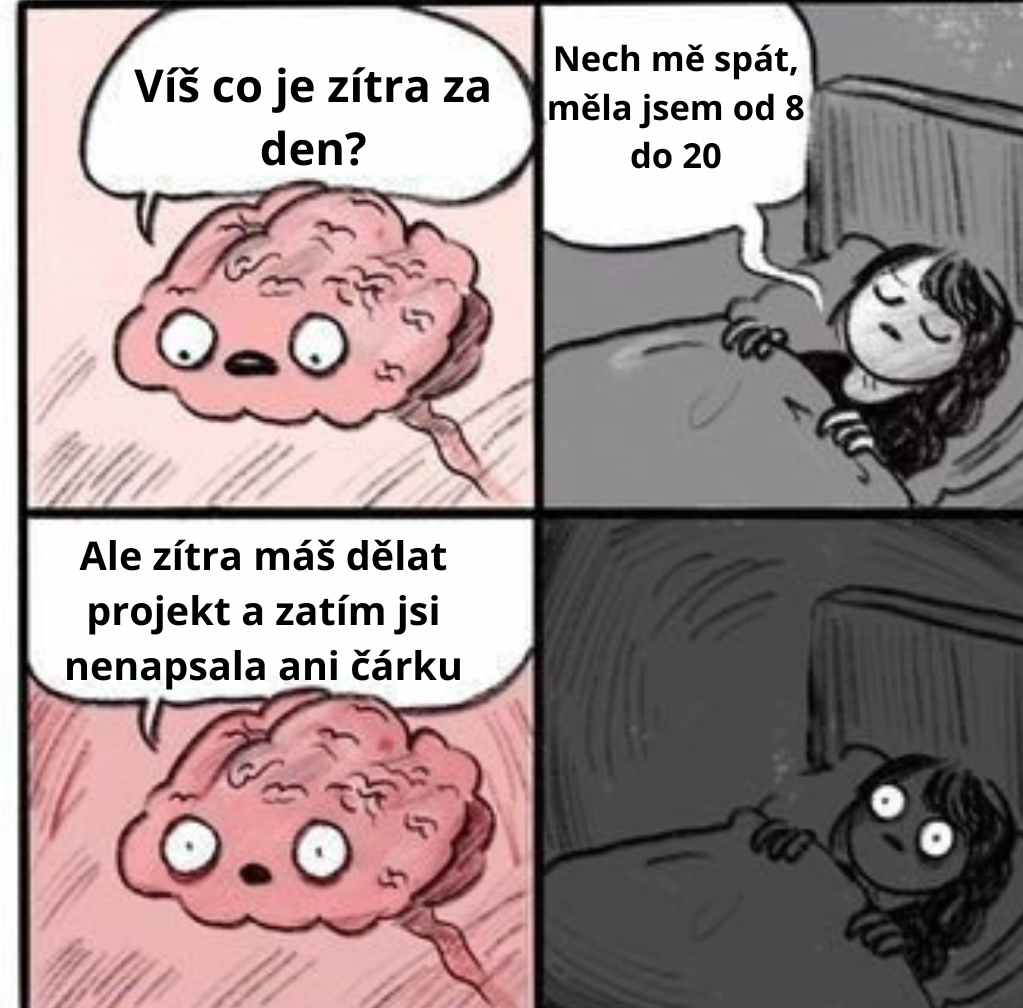 Víš co je zítra za
den?
Nech mě spát,
měla jsem od 8
do 20
Ale zítra máš dělat
projekt a zatím jsi
nenapsala ani čárku